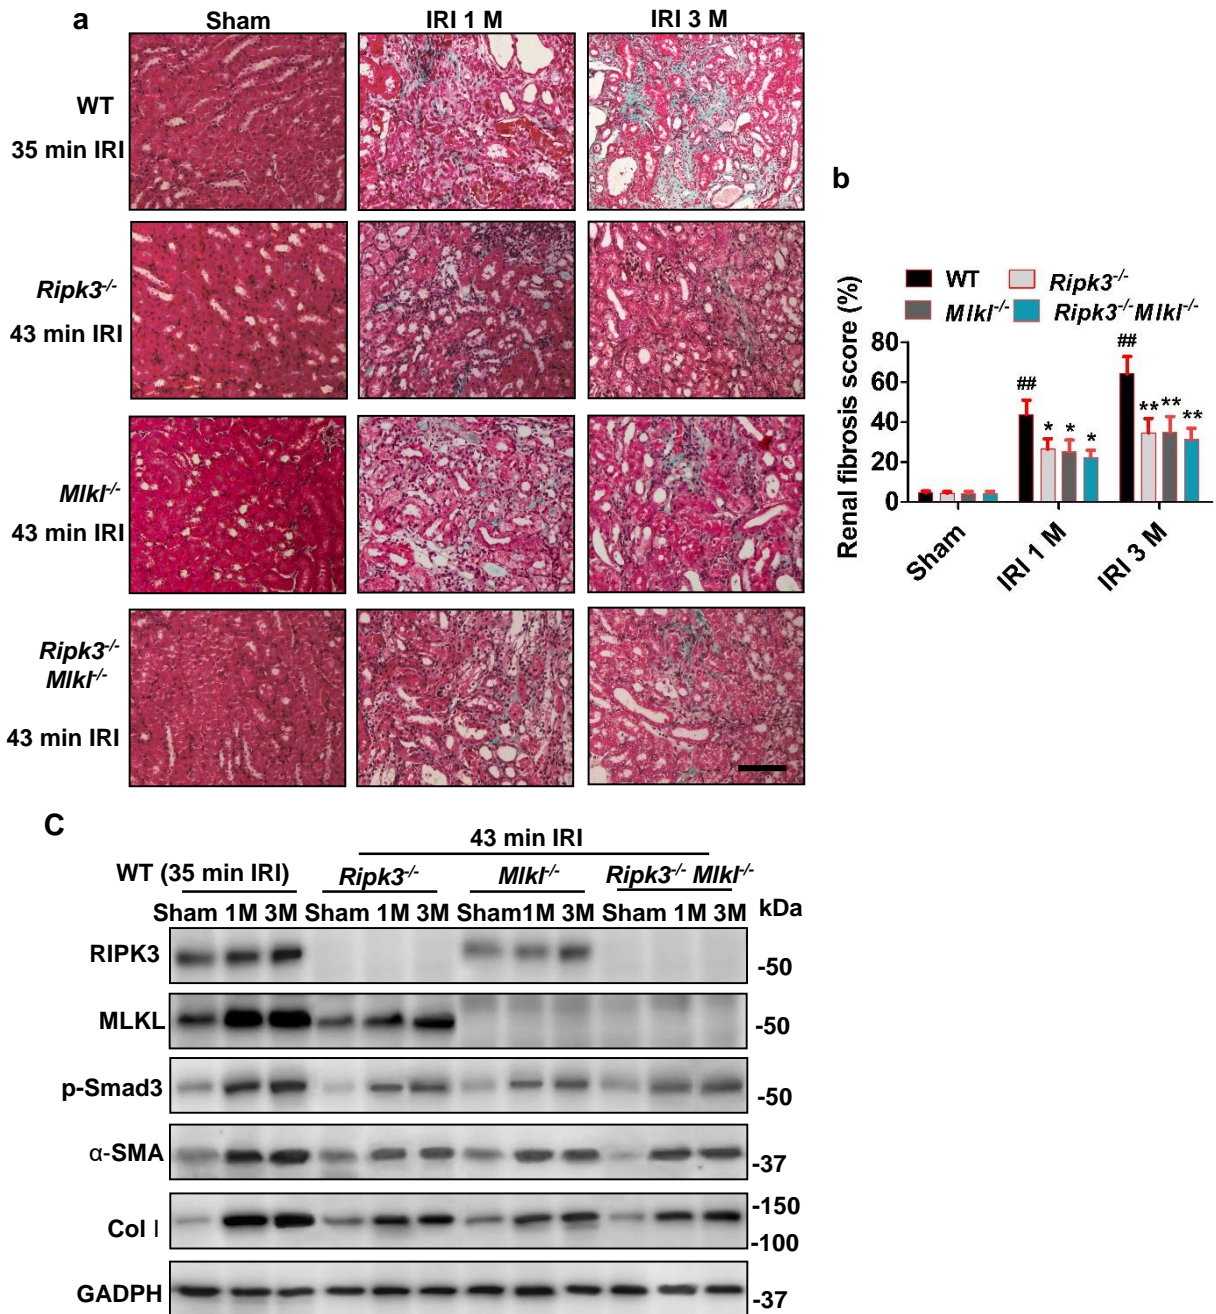 a
Sham IRI 1 M IRI 3 M
WT
35 min IRI
Ripk3-/-
43 min IRI
Mlkl-/-
43 min IRI
Ripk3-/-
Mlkl-/-
43 min IRI
b
WT Ripk3-/-
Mlkl-/- Ripk3-/-Mlkl-/-
Renal fibrosis score (%)
80
60
40
20
0
##
* * *
##
** ** **
Sham IRI 1 M IRI 3 M
C
43 min IRI
WT (35 min IRI) Ripk3-/- Mlkl-/- Ripk3-/- Mlkl-/-
Sham 1M 3M Sham 1M 3M Sham1M 3M Sham 1M 3M kDa
RIPK3 -50
MLKL -50
p-Smad3 -50
α-SMA -37
Col I -150
-100
GADPH -37